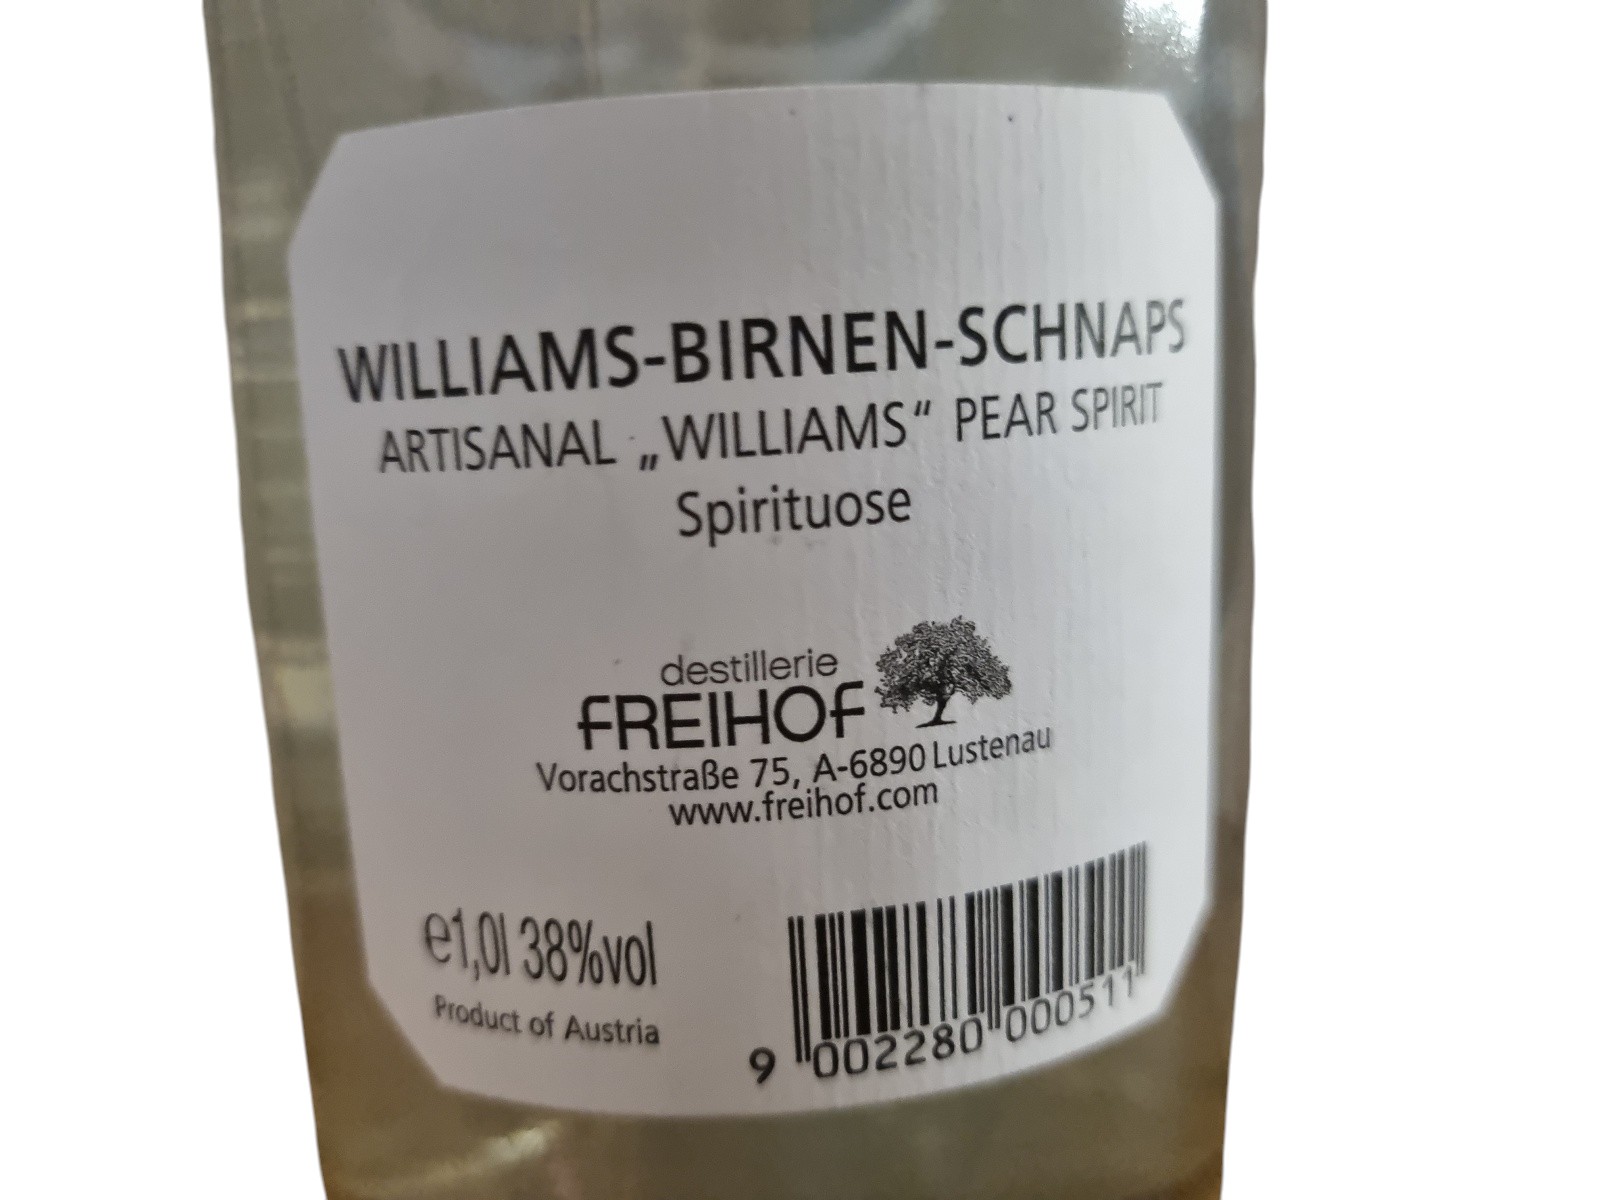 WILLIAMS-BIRNEN-SCHNAPS
ARTISANAL „WILLIAMS“ PEAR SPIRIT
Spirituose
destillerie
FREIHOF
Vorachstraße 75, A-6890 Lustenau
www.freihof.com
e1,0l 38%vol
Product of Austria
9 002280 000511